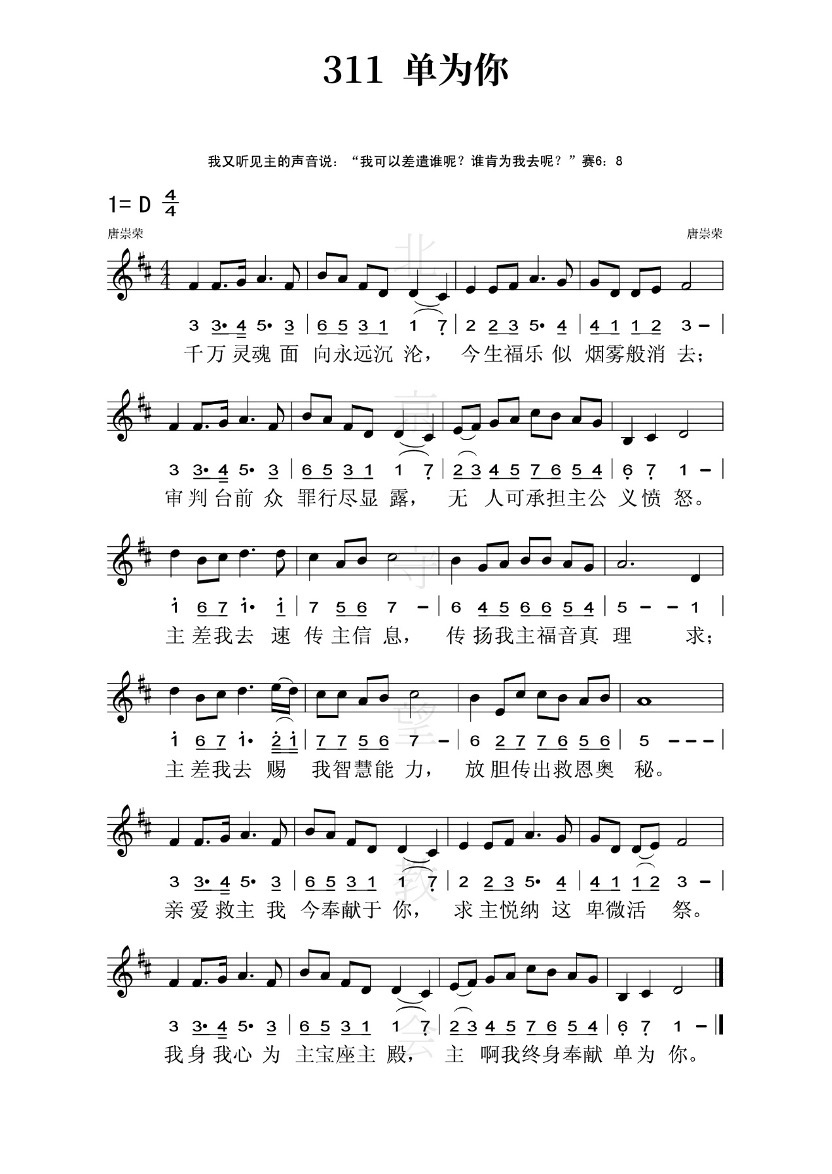 311 单为你
我又听见主的声音说：“我可以差遣谁呢？谁肯为我去呢？”赛6：8
1= D 4/4
唐崇荣 唐崇荣
3 3• 4 5• 3 | 6 5 3 1 1 7 | 2 2 3 5• 4 | 4 1 1 2 3 – |
千万灵魂面 向永远沉沦， 今生福乐似 烟雾般消去；
3 3• 4 5• 3 | 6 5 3 1 1 7 | 2 3 4 5 7 6 5 4 | 6 7 1 – |
审判台前众 罪行尽显露， 无 人可承担主公义愤怒。
1 6 7 1• 1 | 7 5 6 7 – | 6 4 5 6 6 5 4 | 5 – – 1 |
主差我去速 传主信息， 传扬我主福音真理 求；
1 6 7 1• 2 1 | 7 7 5 6 7 – | 6 2 7 7 6 5 6 | 5 – – – |
主差我去赐 我智慧能力， 放胆传出救恩奥 秘。
3 3• 4 5• 3 | 6 5 3 1 1 7 | 2 2 3 5• 4 | 4 1 1 2 3 – |
亲爱救主我 今奉献于你， 求主悦纳这 卑微活祭。
3 3• 4 5• 3 | 6 5 3 1 1 7 | 2 3 4 5 7 6 5 4 | 6 7 1 – |
我身我心为 主宝座主殿， 主 啊我终身奉献 单为你。
北京守望教会